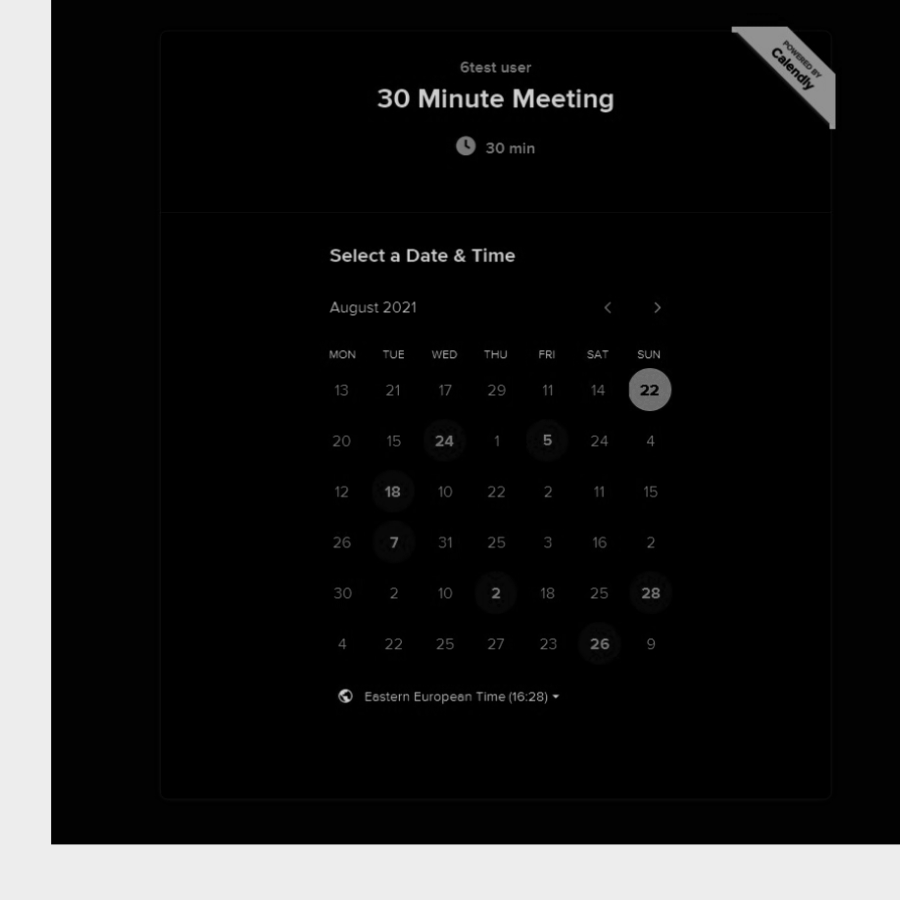 POWERED BY
Calendly
6test user
30 Minute Meeting
30 min
Select a Date & Time
August 2021
MON TUE WED THU FRI SAT SUN
13 21 17 29 11 14 22
20 15 24 1 5 24 4
12 18 10 22 2 11 15
26 7 31 25 3 16 2
30 2 10 2 18 25 28
4 22 25 27 23 26 9
Eastern European Time (16:28)